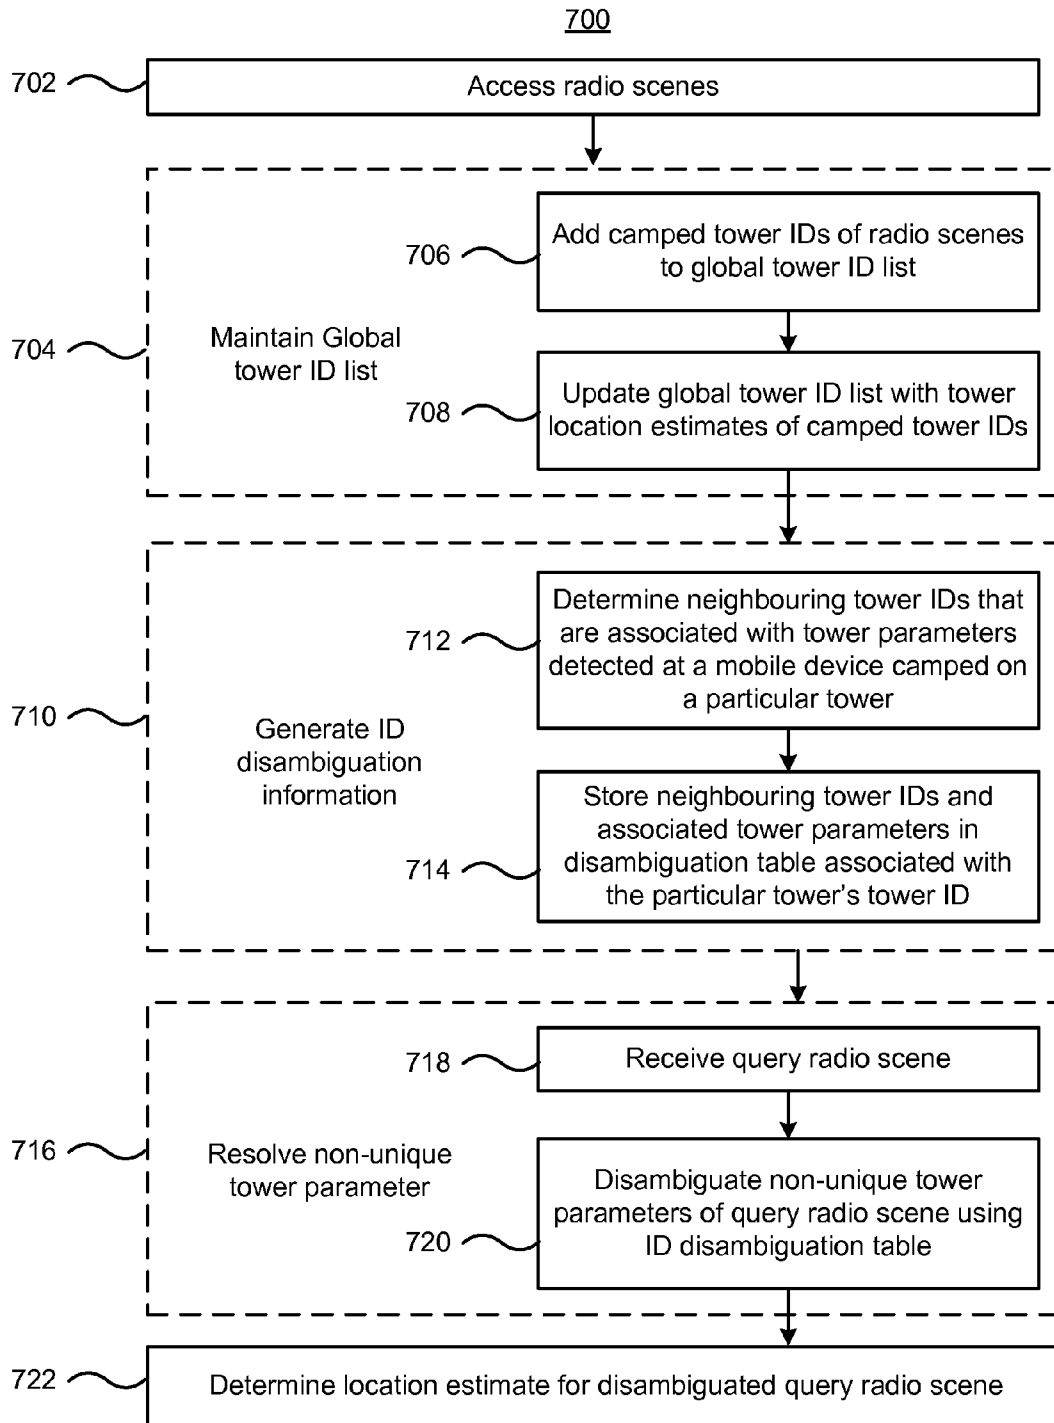 700
702
Access radio scenes
706
Add camped tower IDs of radio scenes
to global tower ID list
704
Maintain Global
tower ID list
708
Update global tower ID list with tower
location estimates of camped tower IDs
712
Determine neighbouring tower IDs that
are associated with tower parameters
detected at a mobile device camped on
a particular tower
710
Generate ID
disambiguation
information
714
Store neighbouring tower IDs and
associated tower parameters in
disambiguation table associated with
the particular tower's tower ID
718
Receive query radio scene
716
Resolve non-unique
tower parameter
720
Disambiguate non-unique tower
parameters of query radio scene using
ID disambiguation table
722
Determine location estimate for disambiguated query radio scene